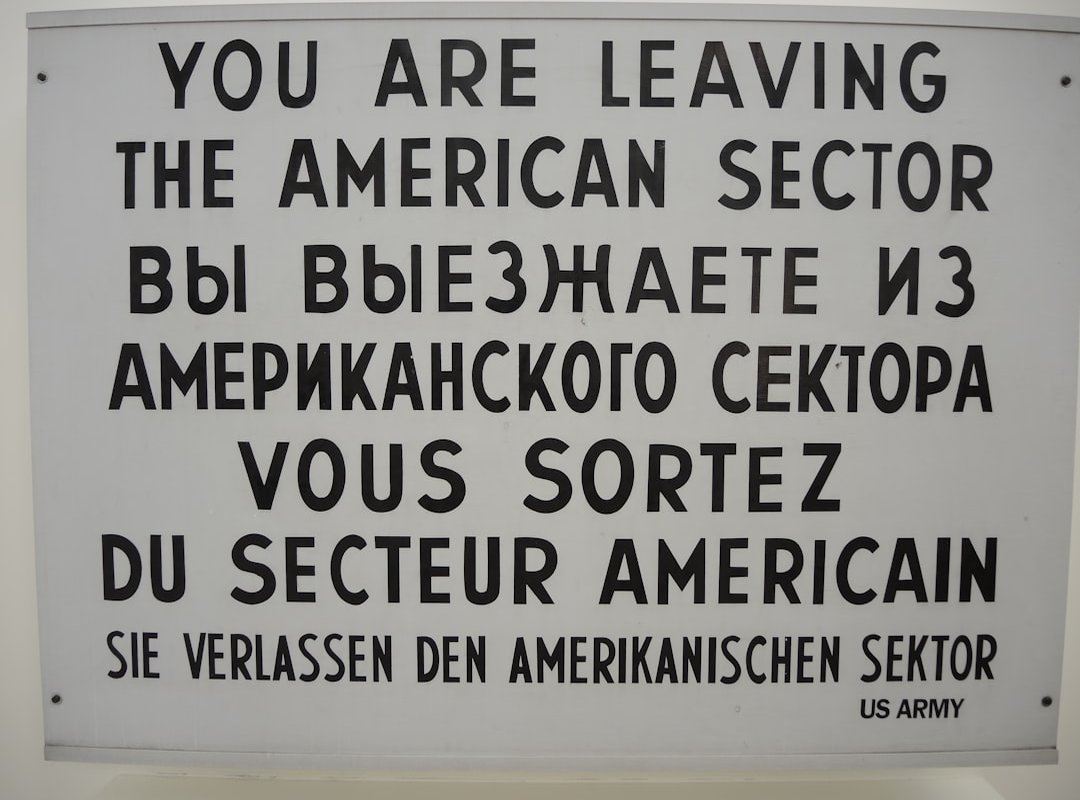 YOU ARE LEAVING
THE AMERICAN SECTOR
ВЫ ВЫЕЗЖАЕТЕ ИЗ
АМЕРИКАНСКОГО СЕКТОРА
VOUS SORTEZ
DU SECTEUR AMERICAIN
SIE VERLASSEN DEN AMERIKANISCHEN SEKTOR
US ARMY